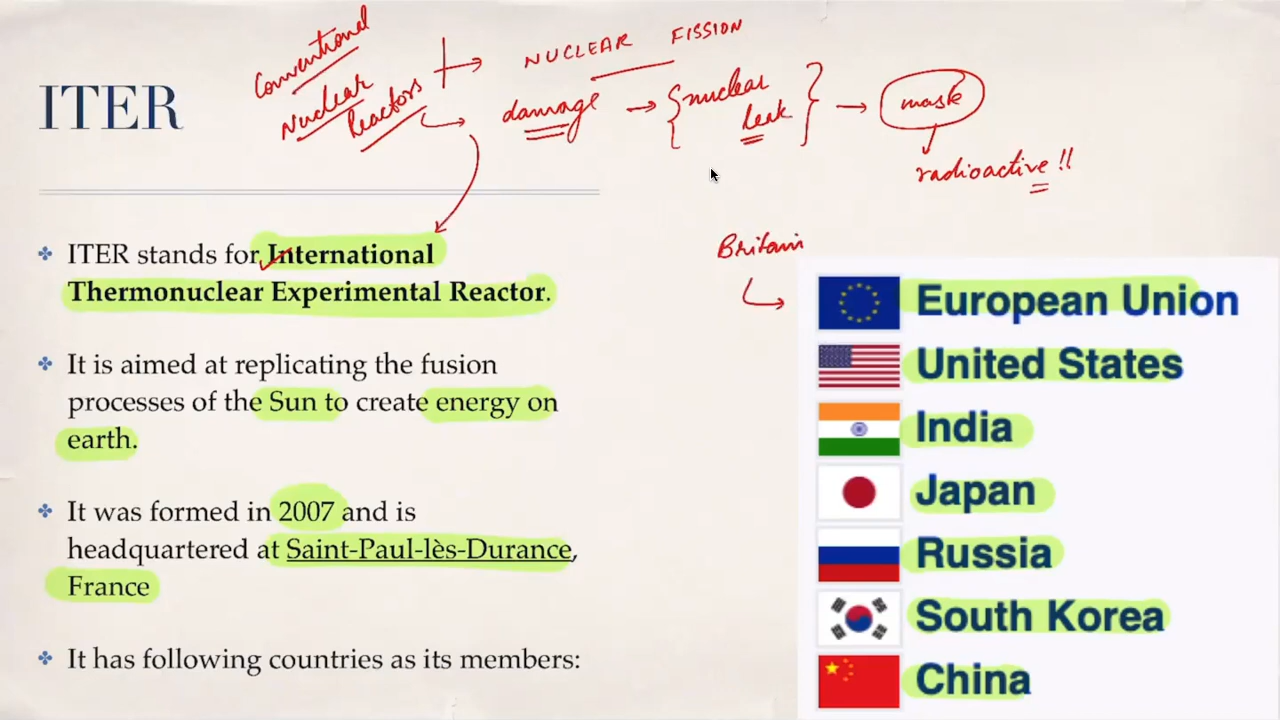 Conventional
Nuclear
Reactors
NUCLEAR FISSION
damage → {nuclear
leak} → mask
radioactive !!
ITER
❖ ITER stands for International
Thermonuclear Experimental Reactor.
❖ It is aimed at replicating the fusion
processes of the Sun to create energy on
earth.
❖ It was formed in 2007 and is
headquartered at Saint-Paul-lès-Durance,
France
❖ It has following countries as its members:
Britain
European Union
United States
India
Japan
Russia
South Korea
China